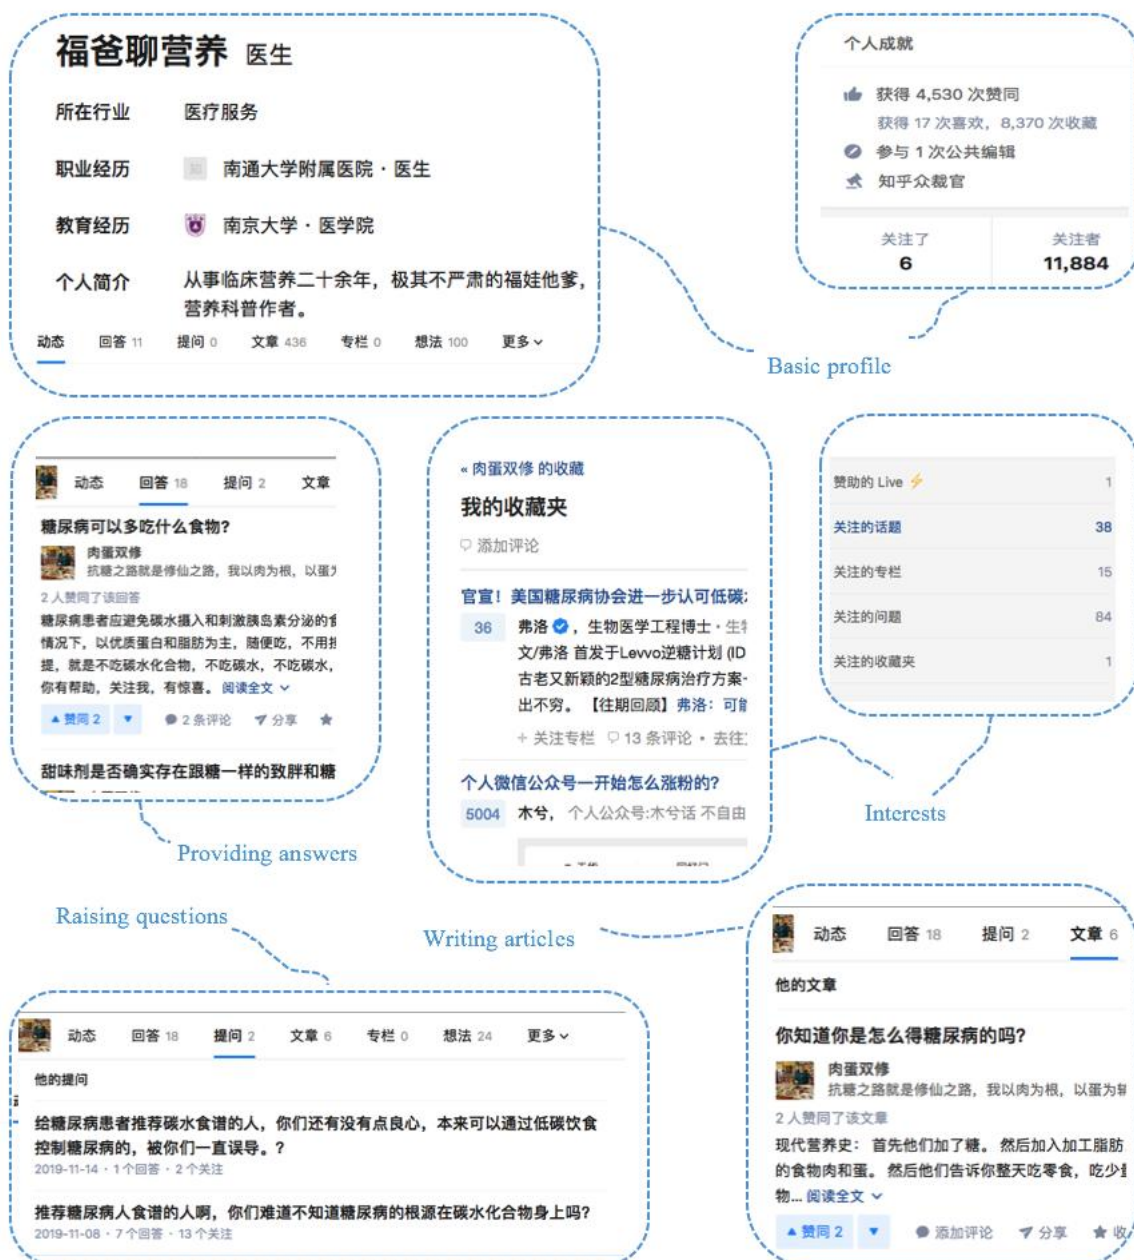 福爸聊营养 医生
所在行业 医疗服务
职业经历 南通大学附属医院 · 医生
教育经历 南京大学 · 医学院
个人简介 从事临床营养二十余年，极其不严肃的福娃他爹，
营养科普作者。
动态 回答 11 提问 0 文章 436 专栏 0 想法 100 更多
个人成就
获得 4,530 次赞同
获得 17 次喜欢，8,370 次收藏
参与 1 次公共编辑
知乎众裁官
关注了 关注者
6 11,884
Basic profile
动态 回答 18 提问 2 文章
糖尿病可以多吃什么食物?
肉蛋双修
抗糖之路就是修仙之路，我以肉为根，以蛋为
2 人赞同了该回答
糖尿病患者应避免碳水摄入和刺激胰岛素分泌的食
情况下，以优质蛋白和脂肪为主，随便吃，不用担
提，就是不吃碳水化合物，不吃碳水，不吃碳水，
你有帮助，关注我，有惊喜。 阅读全文
赞同 2 2 条评论 分享
甜味剂是否确实存在跟糖一样的致胖和糖
Providing answers
« 肉蛋双修 的收藏
我的收藏夹
添加评论
官宣！美国糖尿病协会进一步认可低碳
36 弗洛，生物医学工程博士 · 生物
文/弗洛 首发于Levvo逆糖计划 (ID
古老又新颖的2型糖尿病治疗方案-
出不穷。 【往期回顾】弗洛：可能
+ 关注专栏 13 条评论 • 去往
个人微信公众号一开始怎么涨粉的?
5004 木兮， 个人公众号:木兮话 不自由
赞助的 Live 1
关注的话题 38
关注的专栏 15
关注的问题 84
关注的收藏夹 1
Interests
Raising questions
动态 回答 18 提问 2 文章 6 专栏 0 想法 24 更多
他的提问
给糖尿病患者推荐碳水食谱的人，你们还有没有点良心，本来可以通过低碳饮食
控制糖尿病的，被你们一直误导。?
2019-11-14 · 1 个回答 · 2 个关注
推荐糖尿病人食谱的人啊，你们难道不知道糖尿病的根源在碳水化合物身上吗?
2019-11-08 · 7 个回答 · 13 个关注
Writing articles
动态 回答 18 提问 2 文章 6
他的文章
你知道你是怎么得糖尿病的吗?
肉蛋双修
抗糖之路就是修仙之路，我以肉为根，以蛋为
2 人赞同了该文章
现代营养史： 首先他们加了糖。 然后加入加工脂肪
的食物肉和蛋。 然后他们告诉你整天吃零食，吃少量
物... 阅读全文
赞同 2 添加评论 分享 收